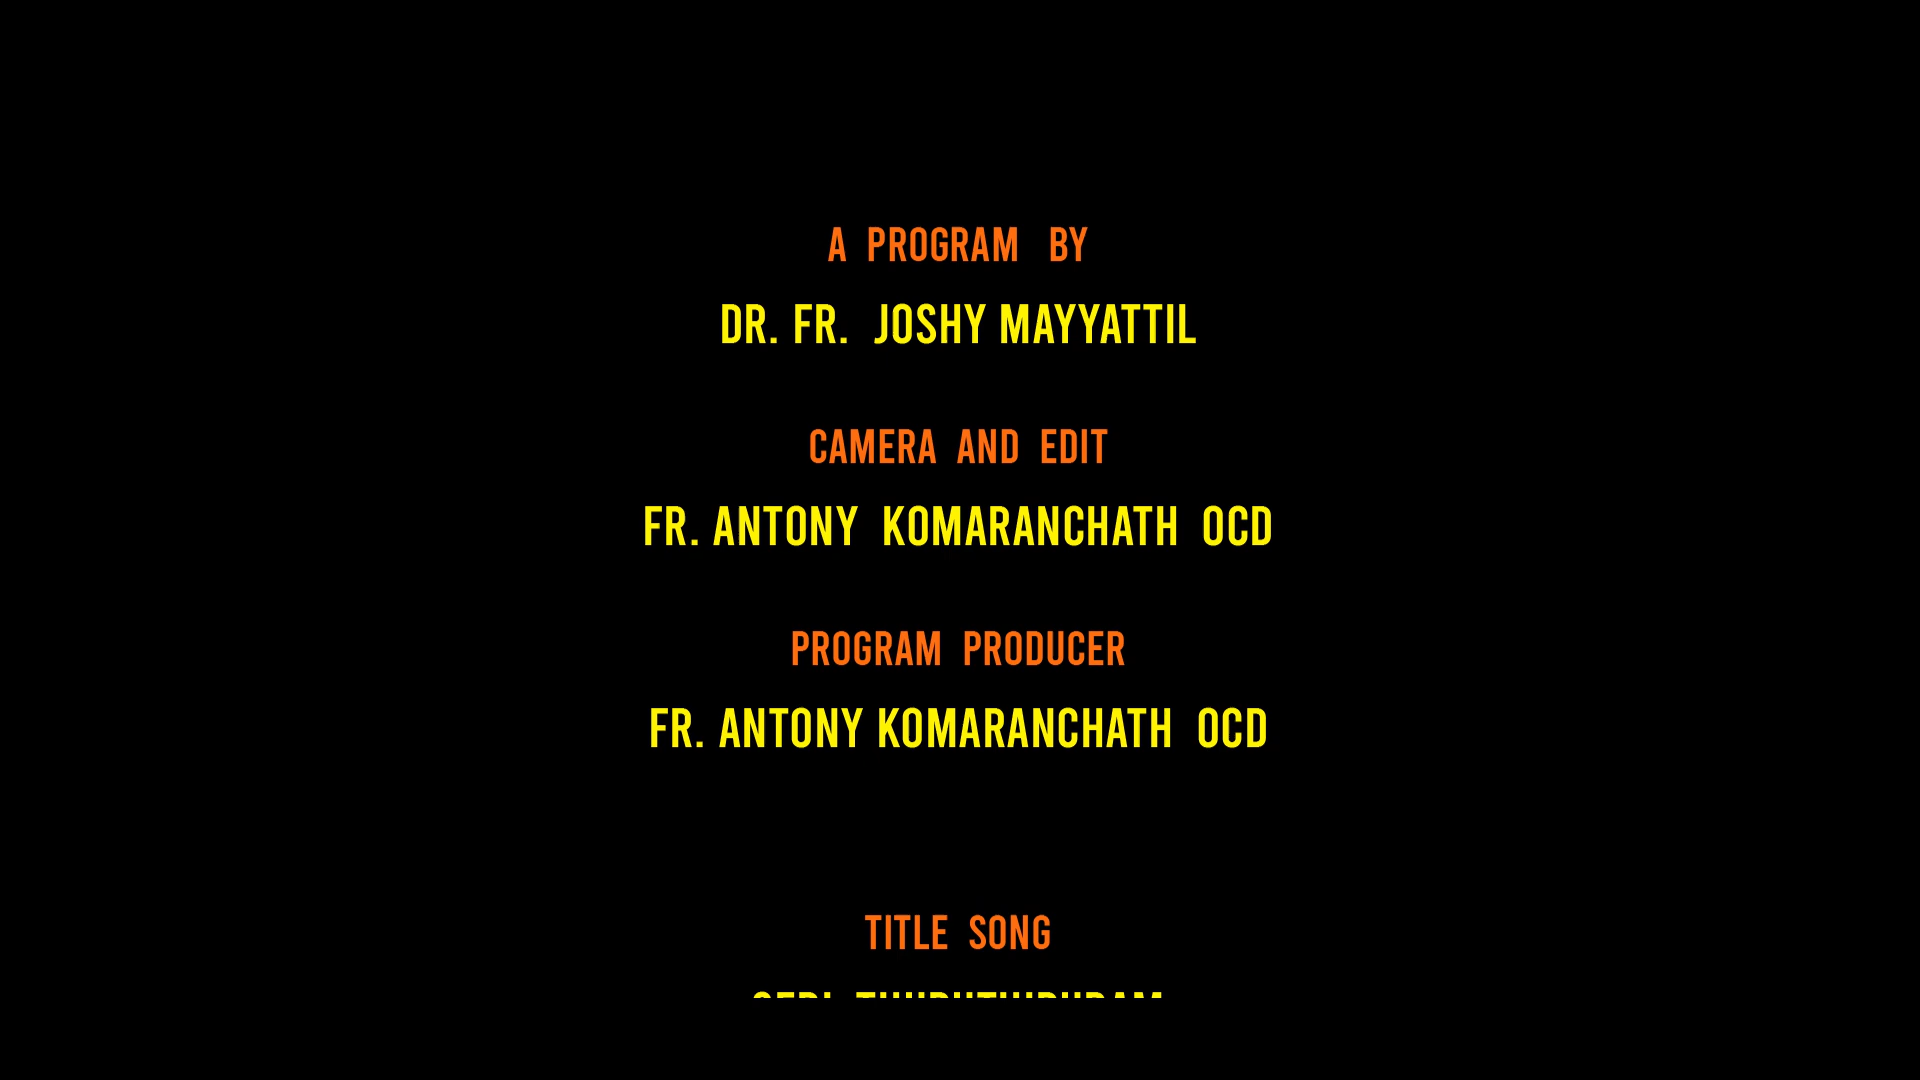 A PROGRAM BY
DR. FR. JOSHY MAYYATTIL
CAMERA AND EDIT
FR. ANTONY KOMARANCHATH OCD
PROGRAM PRODUCER
FR. ANTONY KOMARANCHATH OCD
TITLE SONG